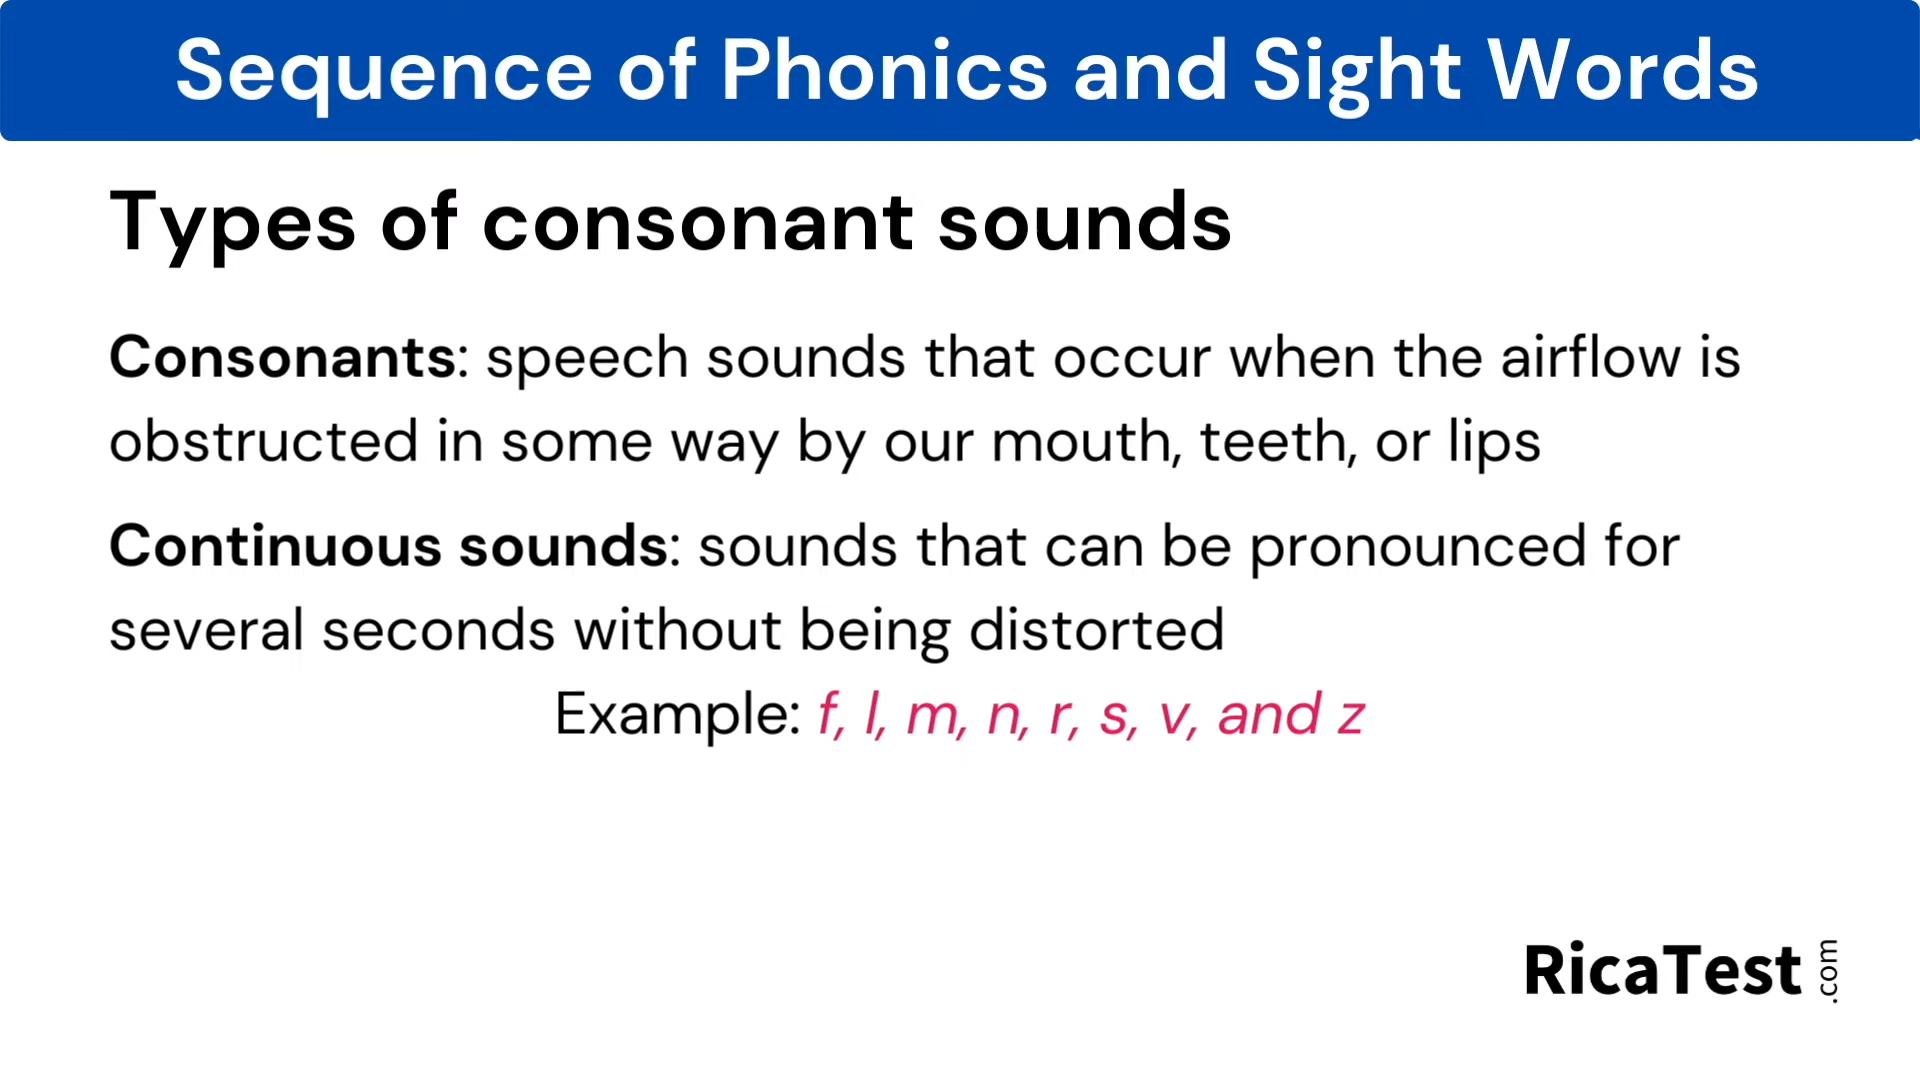 Sequence of Phonics and Sight Words
Types of consonant sounds
Consonants: speech sounds that occur when the airflow is
obstructed in some way by our mouth, teeth, or lips
Continuous sounds: sounds that can be pronounced for
several seconds without being distorted
Example: f, l, m, n, r, s, v, and z
RicaTest.com